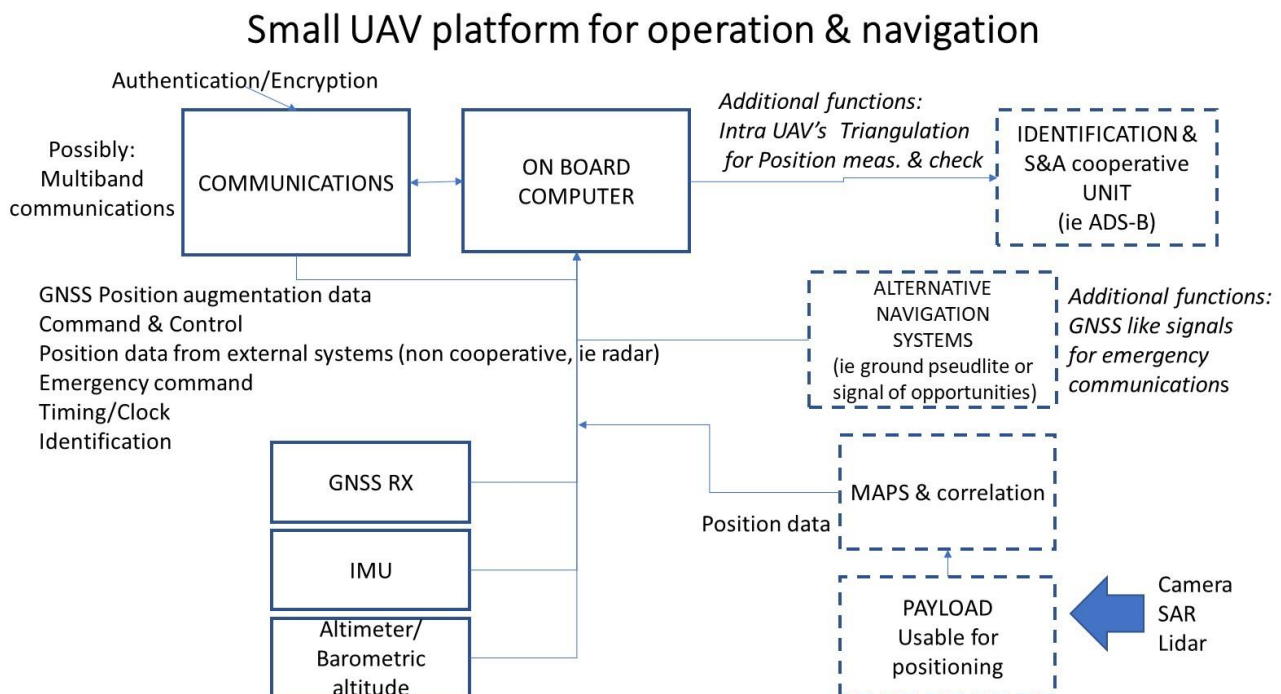 Small UAV platform for operation & navigation
Authentication/Encryption
Possibly:
Multiband
communications
COMMUNICATIONS
ON BOARD
COMPUTER
Additional functions:
Intra UAV's Triangulation
for Position meas. & check
IDENTIFICATION &
S&A cooperative
UNIT
(ie ADS-B)
GNSS Position augmentation data
Command & Control
Position data from external systems (non cooperative, ie radar)
Emergency command
Timing/Clock
Identification
ALTERNATIVE
NAVIGATION
SYSTEMS
(ie ground pseudlite or
signal of opportunities)
Additional functions:
GNSS like signals
for emergency
communications
GNSS RX
IMU
Altimeter/
Barometric
altitude
MAPS & correlation
Position data
PAYLOAD
Usable for
positioning
Camera
SAR
Lidar